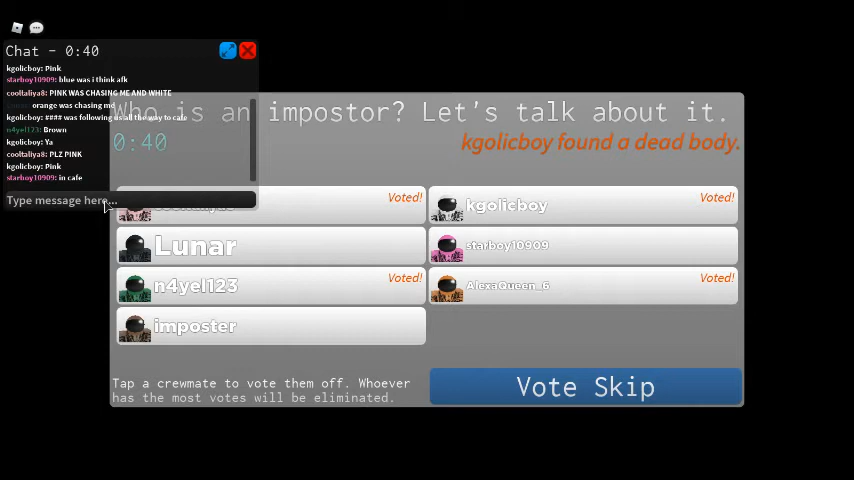 Chat - 0:40
kgolicboy: Pink
starboy10909: blue was i think afk
cooltaliya8: PINK WAS CHASING ME AND WHITE
Lunar: orange was chasing me
kgolicboy: #### was following us all the way to cafe
n4yel123: Brown
kgolicboy: Ya
cooltaliya8: PLZ PINK
kgolicboy: Pink
starboy10909: in cafe
Type message here...
Who is an impostor? Let's talk about it.
0:40
kgolicboy found a dead body.
Voted!
kgolicboy
Voted!
Lunar
starboy10909
n4yel123
Voted!
AlexaQueen_6
Voted!
imposter
Tap a crewmate to vote them off. Whoever
has the most votes will be eliminated.
Vote Skip